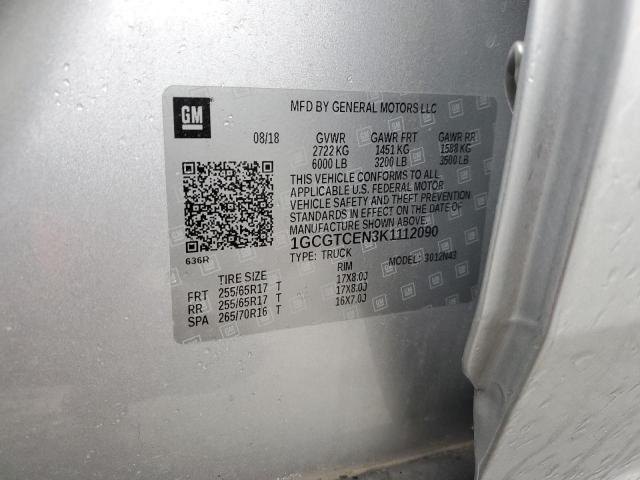 GM
MFD BY GENERAL MOTORS LLC
08/18 GVWR GAWR FRT GAWR RR
2722 KG 1451 KG 1588 KG
6000 LB 3200 LB 3500 LB
THIS VEHICLE CONFORMS TO ALL
APPLICABLE U.S. FEDERAL MOTOR
VEHICLE SAFETY AND THEFT PREVENTION
STANDARDS IN EFFECT ON THE DATE OF
MANUFACTURE SHOWN ABOVE.
1GCGTCEN3K1112090
636R
TYPE: TRUCK MODEL: 3012N43
TIRE SIZE RIM
FRT 255/65R17 T 17X8.0J
RR 255/65R17 T 17X8.0J
SPA 265/70R16 T 16X7.0J